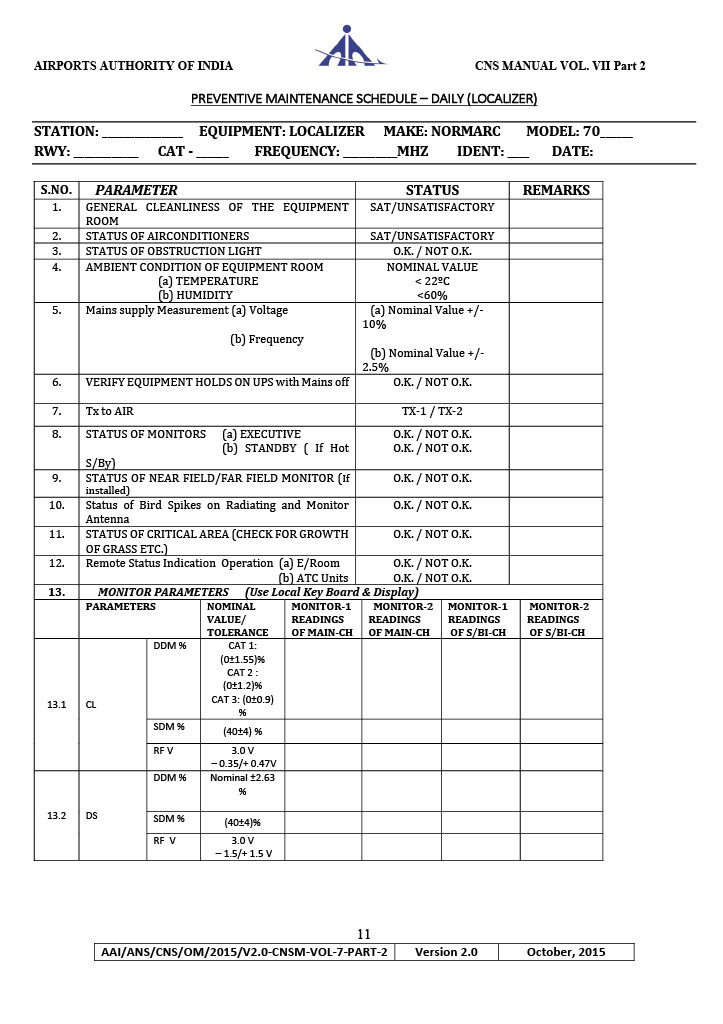 AIRPORTS AUTHORITY OF INDIA CNS MANUAL VOL. VII Part 2
PREVENTIVE MAINTENANCE SCHEDULE – DAILY (LOCALIZER)
STATION: _______________ EQUIPMENT: LOCALIZER MAKE: NORMARC MODEL: 70______
RWY: ____________ CAT - ______ FREQUENCY: __________MHZ IDENT: ____ DATE:
S.NO. PARAMETER STATUS REMARKS
1. GENERAL CLEANLINESS OF THE EQUIPMENT SAT/UNSATISFACTORY
ROOM
2. STATUS OF AIRCONDITIONERS SAT/UNSATISFACTORY
3. STATUS OF OBSTRUCTION LIGHT O.K. / NOT O.K.
4. AMBIENT CONDITION OF EQUIPMENT ROOM NOMINAL VALUE
(a) TEMPERATURE < 22ºC
(b) HUMIDITY <60%
5. Mains supply Measurement (a) Voltage (a) Nominal Value +/-
10%
(b) Frequency
(b) Nominal Value +/-
2.5%
6. VERIFY EQUIPMENT HOLDS ON UPS with Mains off O.K. / NOT O.K.
7. Tx to AIR TX-1 / TX-2
8. STATUS OF MONITORS (a) EXECUTIVE O.K. / NOT O.K.
(b) STANDBY ( If Hot O.K. / NOT O.K.
S/By)
9. STATUS OF NEAR FIELD/FAR FIELD MONITOR (If O.K. / NOT O.K.
installed)
10. Status of Bird Spikes on Radiating and Monitor O.K. / NOT O.K.
Antenna
11. STATUS OF CRITICAL AREA (CHECK FOR GROWTH O.K. / NOT O.K.
OF GRASS ETC.)
12. Remote Status Indication Operation (a) E/Room O.K. / NOT O.K.
(b) ATC Units O.K. / NOT O.K.
13. MONITOR PARAMETERS (Use Local Key Board & Display)
PARAMETERS NOMINAL MONITOR-1 MONITOR-2 MONITOR-1 MONITOR-2
VALUE/ READINGS READINGS READINGS READINGS
TOLERANCE OF MAIN-CH OF MAIN-CH OF S/BI-CH OF S/BI-CH
DDM % CAT 1:
(0±1.55)%
CAT 2 :
(0±1.2)%
13.1 CL CAT 3: (0±0.9)
%
SDM % (40±4) %
RF V 3.0 V
– 0.35/+ 0.47V
DDM % Nominal ±2.63
%
13.2 DS SDM % (40±4)%
RF V 3.0 V
– 1.5/+ 1.5 V
11
AAI/ANS/CNS/OM/2015/V2.0-CNSM-VOL-7-PART-2 Version 2.0 October, 2015